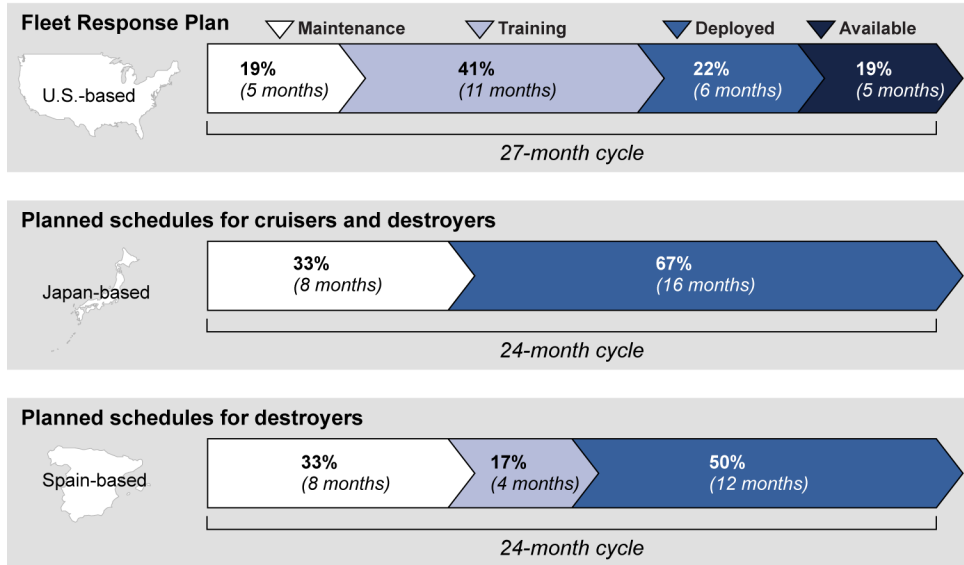 Fleet Response Plan
Maintenance
Training
Deployed
Available
U.S.-based
19%
(5 months)
41%
(11 months)
22%
(6 months)
19%
(5 months)
27-month cycle
Planned schedules for cruisers and destroyers
Japan-based
33%
(8 months)
67%
(16 months)
24-month cycle
Planned schedules for destroyers
Spain-based
33%
(8 months)
17%
(4 months)
50%
(12 months)
24-month cycle